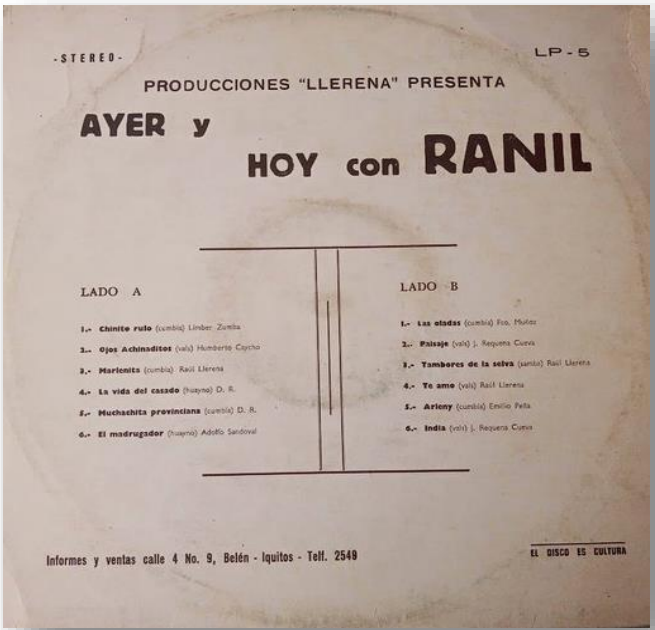 -STEREO-
LP-5
PRODUCCIONES "LLERENA" PRESENTA
AYER y
HOY con RANIL
LADO A
1.- Chinito rulo (cumbia) Limber Zumba
2.- Ojos Achinaditos (vals) Humberto Caycho
3.- Marlenita (cumbia) Raúl Llerena
4.- La vida del casado (huayno) D. R.
5.- Muchachita provinciana (cumbia) D. R.
6.- El madrugador (huayno) Adolfo Sandoval
LADO B
1.- Las oladas (cumbia) Fco. Muñoz
2.- Paisaje (vals) J. Requena Cueva
3.- Tambores de la selva (samba) Raúl Llerena
4.- Te amo (vals) Raúl Llerena
5.- Arieny (cumbia) Emilio Peña
6.- India (vals) J. Requena Cueva
Informes y ventas calle 4 No. 9, Belén - Iquitos - Telf. 2549
EL DISCO ES CULTURA